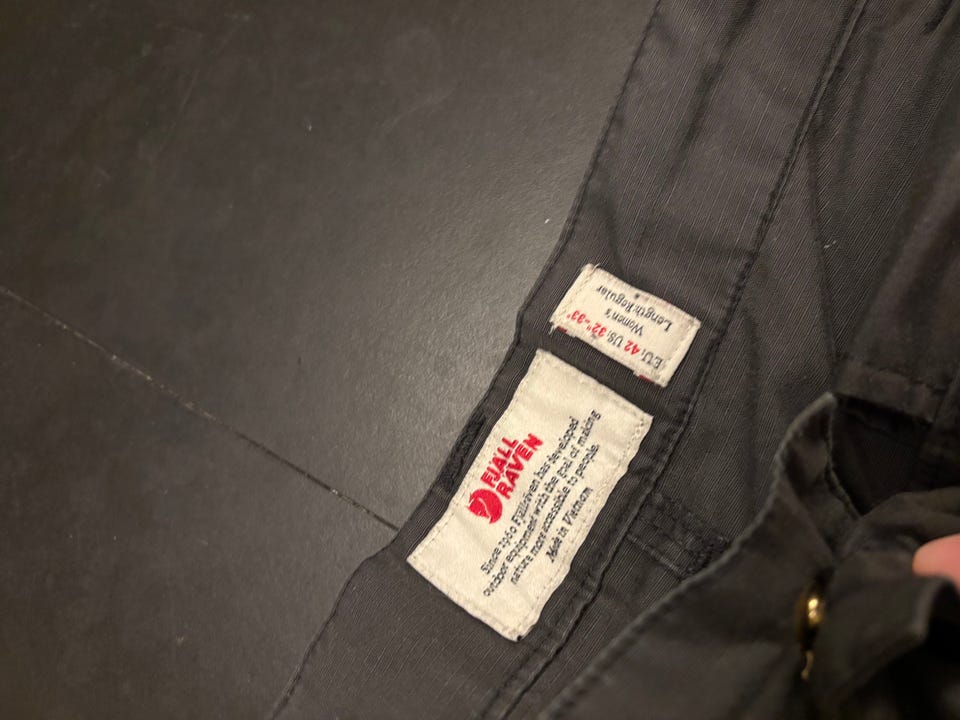 FJALL
RAVEN
Since 1960 Fjällräven has developed
outdoor equipment with the goal of making
nature more accessible to people.
Made in Vietnam
EU: 42 US: 32"-33"
Women's
Length: Regular